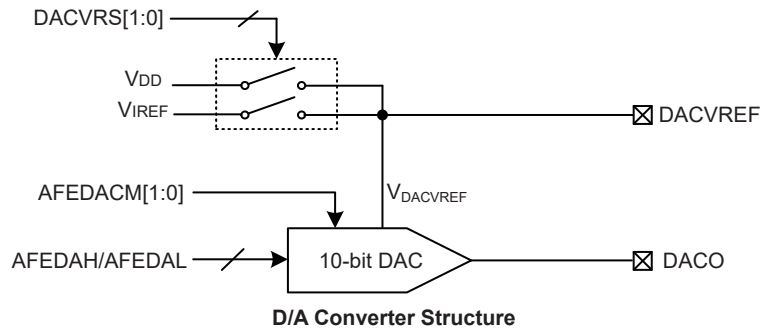 DACVRS[1:0]
VDD
VIREF
DACVREF
AFEDACM[1:0]
VDACVREF
AFEDAH/AFEDAL
10-bit DAC
DACO
D/A Converter Structure